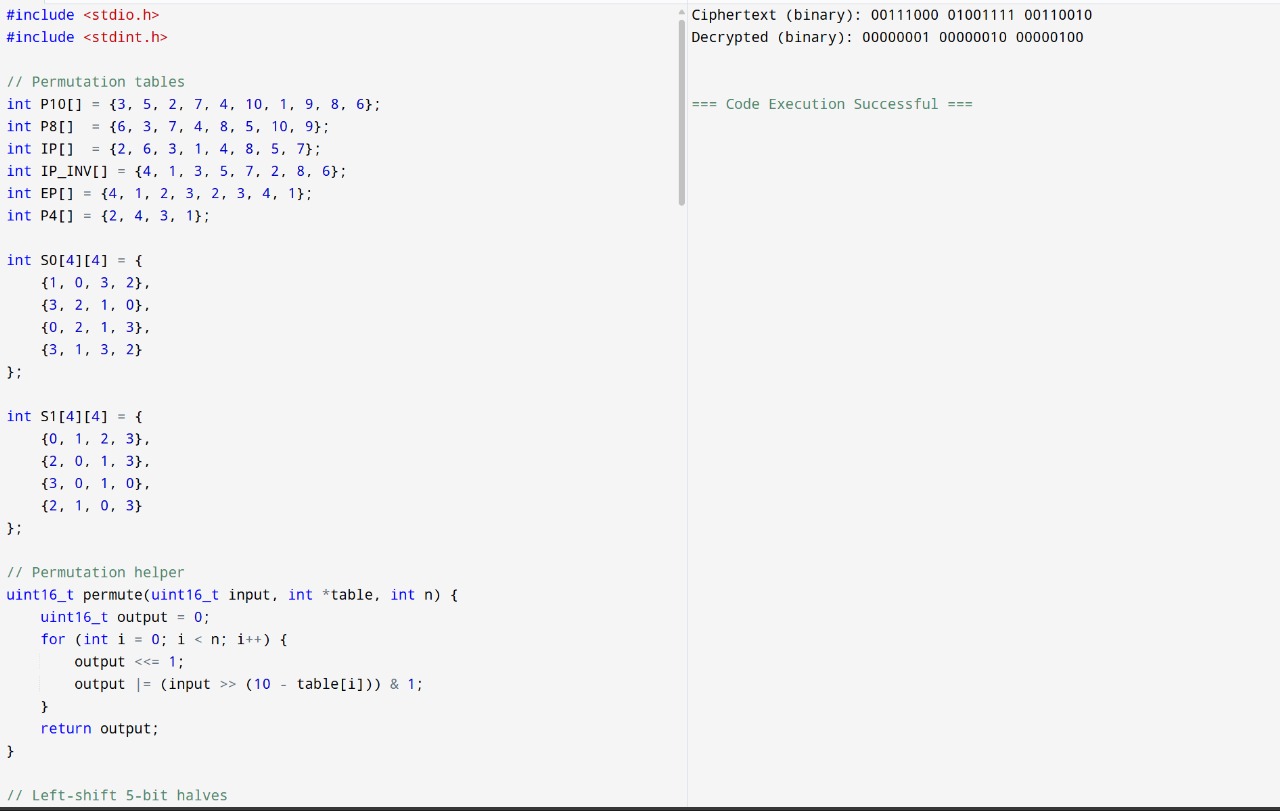 #include <stdio.h>
#include <stdint.h>
// Permutation tables
int P10[] = {3, 5, 2, 7, 4, 10, 1, 9, 8, 6};
int P8[]  = {6, 3, 7, 4, 8, 5, 10, 9};
int IP[]  = {2, 6, 3, 1, 4, 8, 5, 7};
int IP_INV[] = {4, 1, 3, 5, 7, 2, 8, 6};
int EP[] = {4, 1, 2, 3, 2, 3, 4, 1};
int P4[] = {2, 4, 3, 1};
int S0[4][4] = {
    {1, 0, 3, 2},
    {3, 2, 1, 0},
    {0, 2, 1, 3},
    {3, 1, 3, 2}
};
int S1[4][4] = {
    {0, 1, 2, 3},
    {2, 0, 1, 3},
    {3, 0, 1, 0},
    {2, 1, 0, 3}
};
// Permutation helper
uint16_t permute(uint16_t input, int *table, int n) {
    uint16_t output = 0;
    for (int i = 0; i < n; i++) {
        output <<= 1;
        output |= (input >> (10 - table[i])) & 1;
    }
    return output;
}
// Left-shift 5-bit halves
Ciphertext (binary): 00111000 01001111 00110010
Decrypted (binary): 00000001 00000010 00000100
=== Code Execution Successful ===